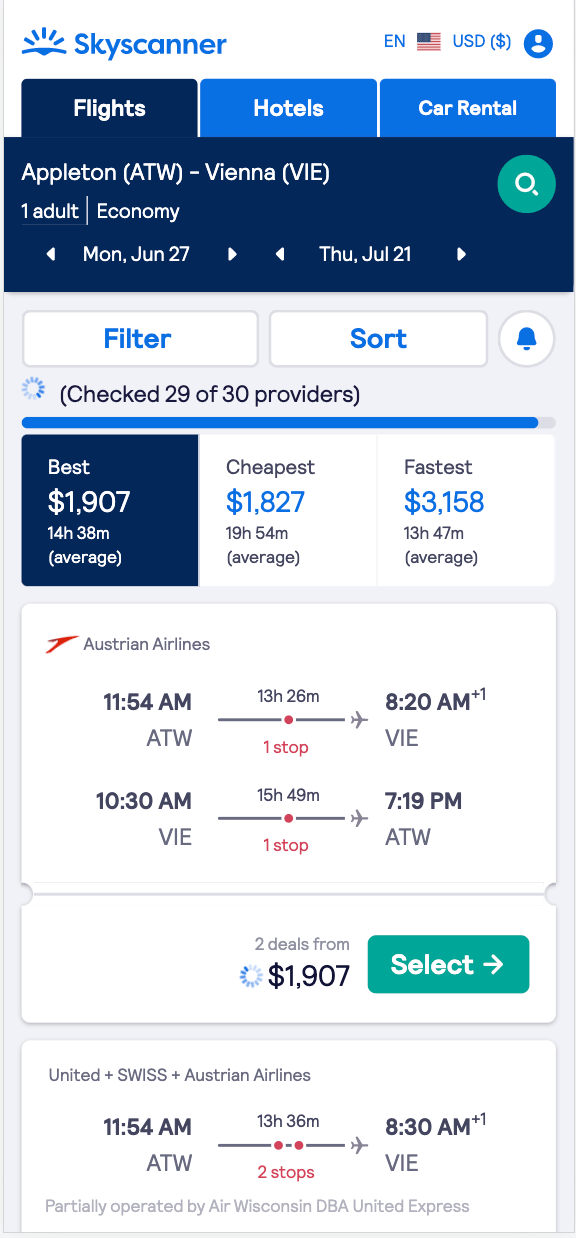 Skyscanner
EN USD ($)
Flights Hotels Car Rental
Appleton (ATW) - Vienna (VIE)
1 adult Economy
Mon, Jun 27 Thu, Jul 21
Filter Sort
(Checked 29 of 30 providers)
Best Cheapest Fastest
$1,907 $1,827 $3,158
14h 38m 19h 54m 13h 47m
(average) (average) (average)
Austrian Airlines
11:54 AM 13h 26m 8:20 AM+1
ATW 1 stop VIE
10:30 AM 15h 49m 7:19 PM
VIE 1 stop ATW
2 deals from
$1,907 Select →
United + SWISS + Austrian Airlines
11:54 AM 13h 36m 8:30 AM+1
ATW 2 stops VIE
Partially operated by Air Wisconsin DBA United Express